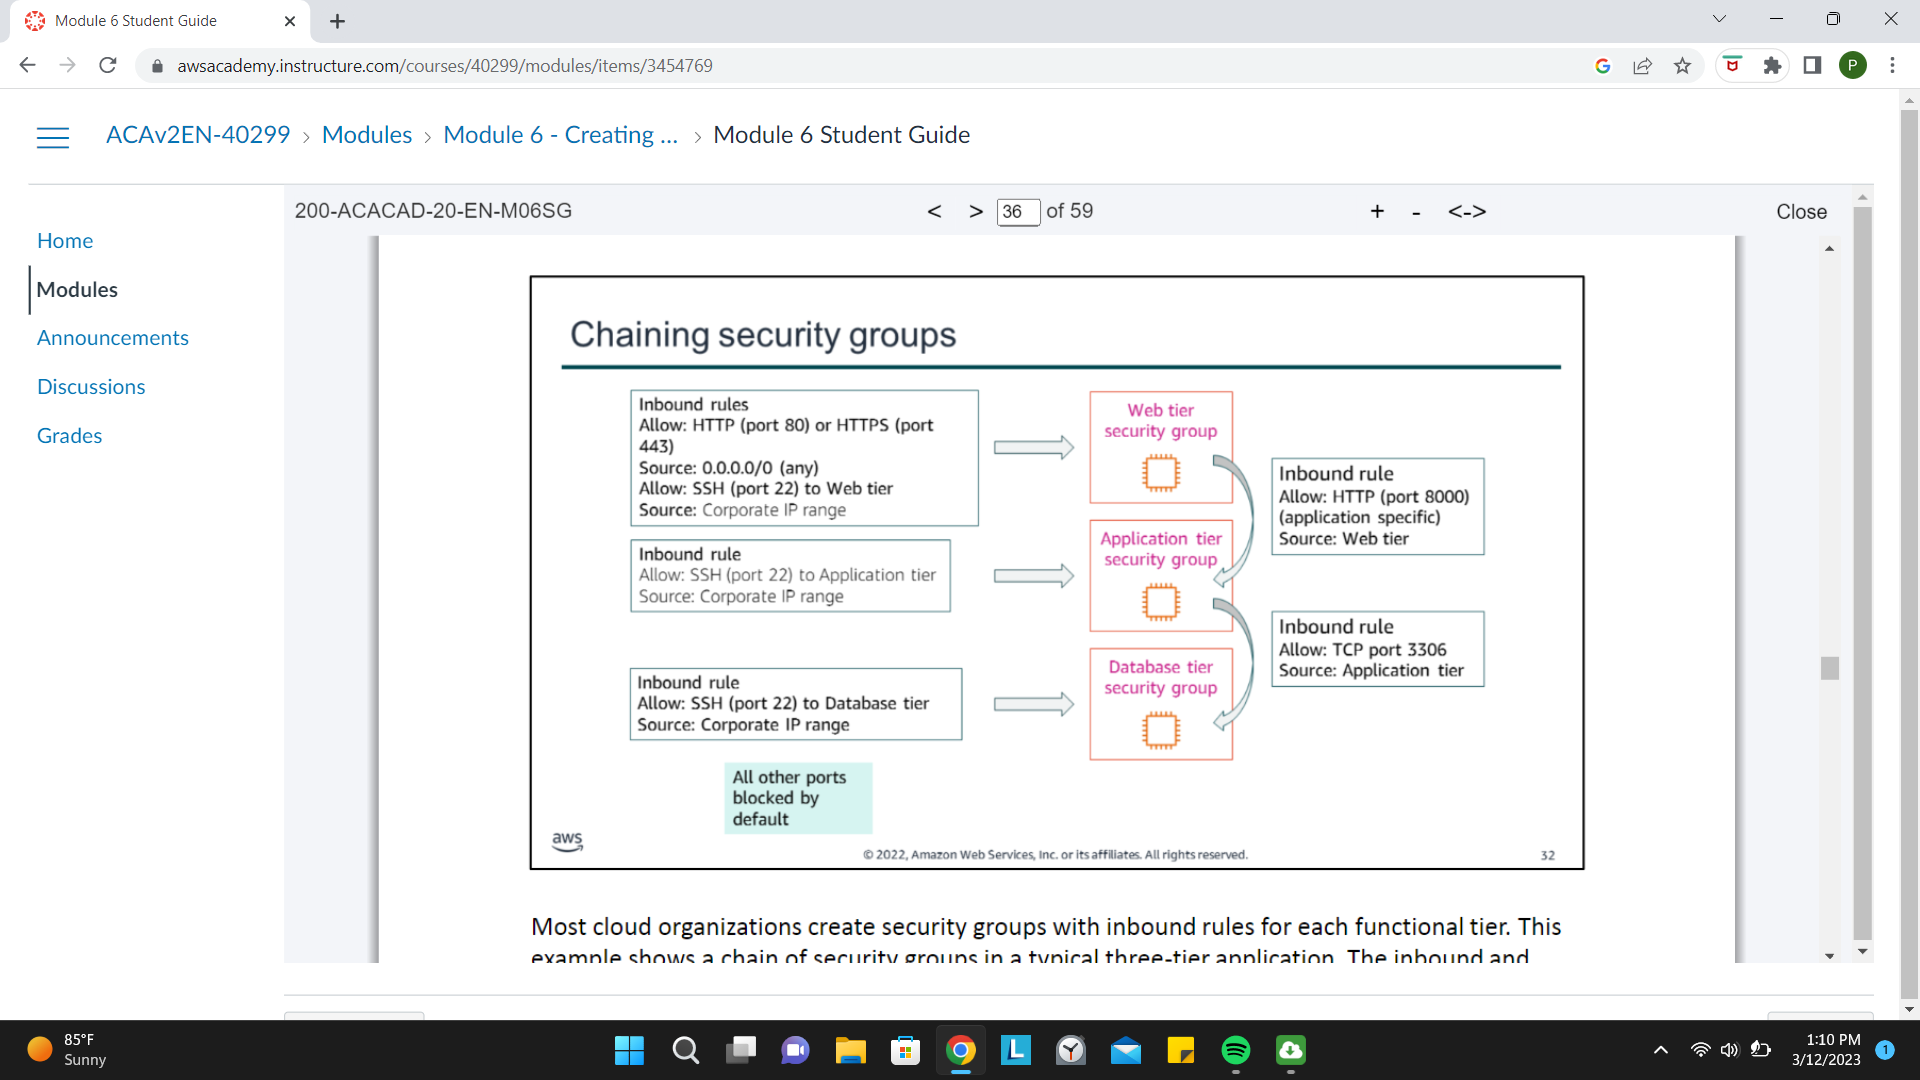 Module 6 Student Guide
awsacademy.instructure.com/courses/40299/modules/items/3454769
P
ACAv2EN-40299 › Modules › Module 6 - Creating ... › Module 6 Student Guide
200-ACACAD-20-EN-M06SG
< > 36 of 59
+ - <->
Close
Home
Modules
Announcements
Discussions
Grades
Chaining security groups
Inbound rules
Allow: HTTP (port 80) or HTTPS (port
443)
Source: 0.0.0.0/0 (any)
Allow: SSH (port 22) to Web tier
Source: Corporate IP range
Web tier
security group
Inbound rule
Allow: HTTP (port 8000)
(application specific)
Source: Web tier
Inbound rule
Allow: SSH (port 22) to Application tier
Source: Corporate IP range
Application tier
security group
Inbound rule
Allow: TCP port 3306
Source: Application tier
Inbound rule
Allow: SSH (port 22) to Database tier
Source: Corporate IP range
Database tier
security group
All other ports
blocked by
default
aws
© 2022, Amazon Web Services, Inc. or its affiliates. All rights reserved.
32
Most cloud organizations create security groups with inbound rules for each functional tier. This
example shows a chain of security groups in a typical three-tier application. The inbound and
85°F
Sunny
L
1:10 PM
3/12/2023
1